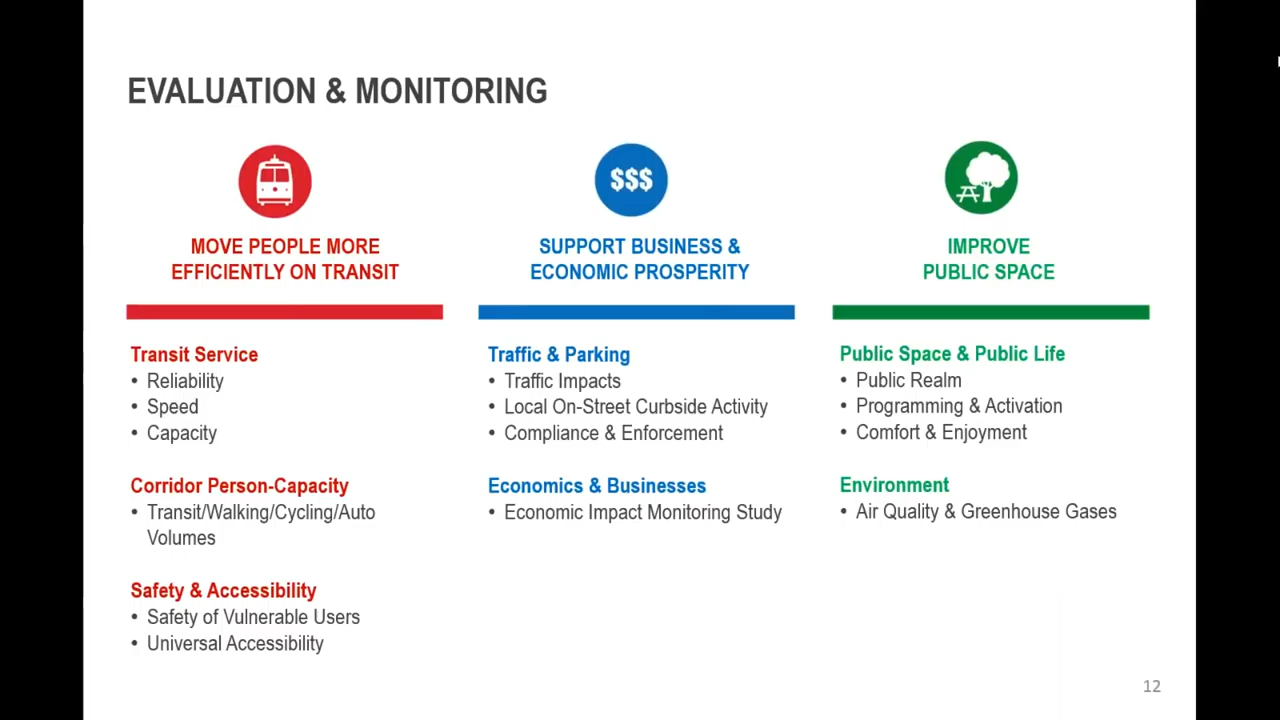 EVALUATION & MONITORING
$$$
MOVE PEOPLE MORE
EFFICIENTLY ON TRANSIT
Transit Service
• Reliability
• Speed
• Capacity
Corridor Person-Capacity
• Transit/Walking/Cycling/Auto
Volumes
Safety & Accessibility
• Safety of Vulnerable Users
• Universal Accessibility
SUPPORT BUSINESS &
ECONOMIC PROSPERITY
Traffic & Parking
• Traffic Impacts
• Local On-Street Curbside Activity
• Compliance & Enforcement
Economics & Businesses
• Economic Impact Monitoring Study
IMPROVE
PUBLIC SPACE
Public Space & Public Life
• Public Realm
• Programming & Activation
• Comfort & Enjoyment
Environment
• Air Quality & Greenhouse Gases
12